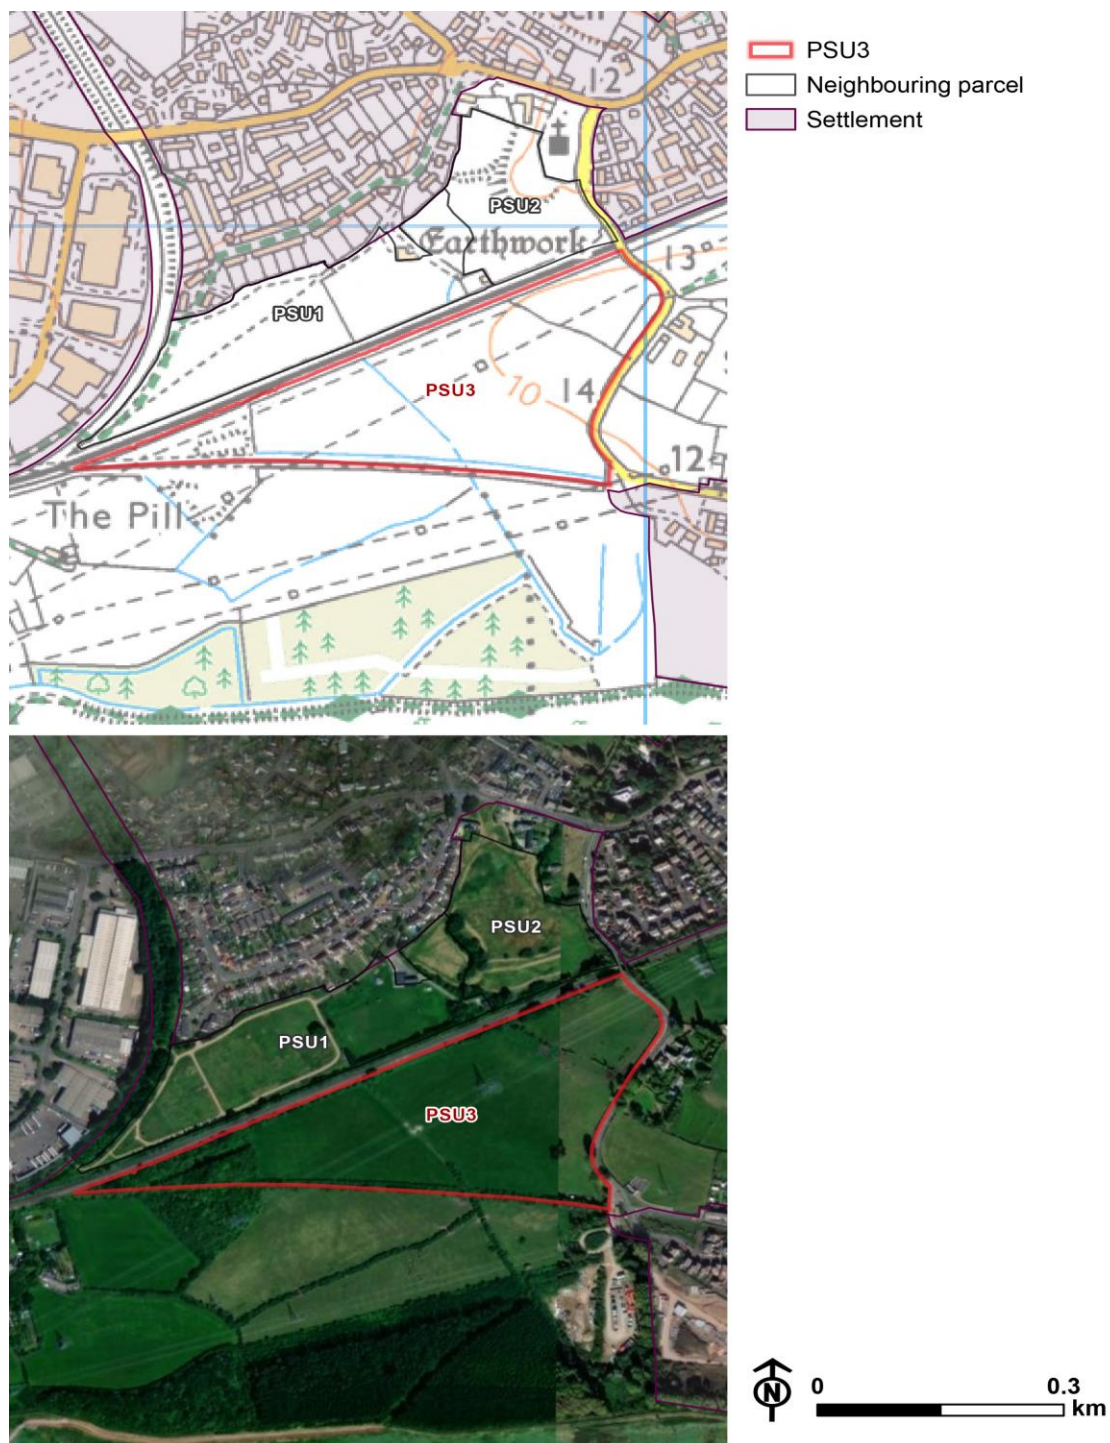 12
PSU2
Earthwork
13
PSU1
PSU3
14
10
12
The Pill
PSU3
Neighbouring parcel
Settlement
PSU2
PSU1
PSU3
N
0 0.3
km